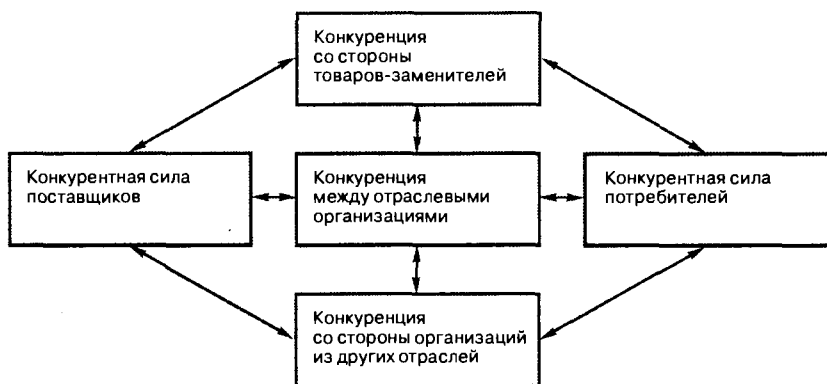 Конкуренция
со стороны
товаров-заменителей
Конкурентная сила
поставщиков
Конкуренция
между отраслевыми
организациями
Конкурентная сила
потребителей
Конкуренция
со стороны организаций
из других отраслей